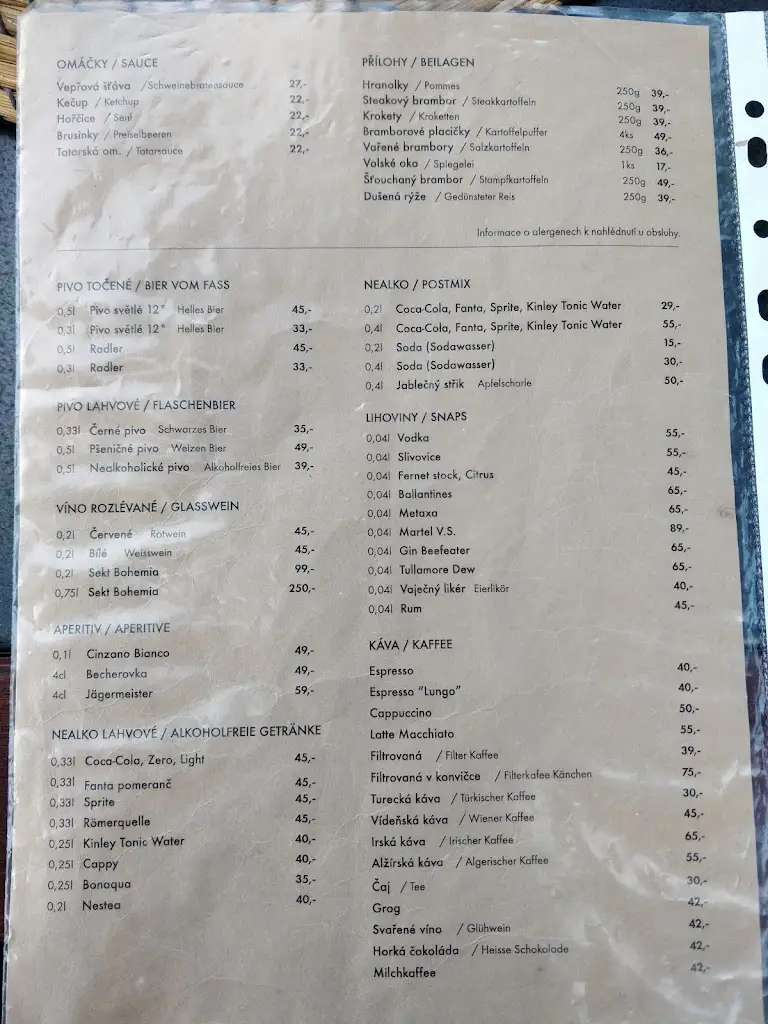 OMÁČKY / SAUCE
Vepřová šťáva /Schweinebratensauce 27,-
Kečup / Ketchup 22,-
Hořčice / Senf 22,-
Brusinky / Preiselbeeren 22,-
Tatarská om. / Tatarsauce 22,-
PŘÍLOHY / BEILAGEN
Hranolky / Pommes 250g 39,-
Steakový brambor / Steakkartoffeln 250g 39,-
Krokety / Kroketten 250g 39,-
Bramborové placičky / Kartoffelpuffer 4ks 49,-
Vařené brambory / Salzkartoffeln 250g 36,-
Volské oko / Spiegelei 1ks 17,-
Šťouchaný brambor / Stampfkartoffeln 250g 49,-
Dušená rýže / Gedünsteter Reis 250g 39,-
Informace o alergenech k nahlédnutí u obsluhy.
PIVO TOČENÉ / BIER VOM FASS
0,5l Pivo světlé 12° Helles Bier 45,-
0,3l Pivo světlé 12° Helles Bier 33,-
0,5l Radler 45,-
0,3l Radler 33,-
PIVO LAHVOVÉ / FLASCHENBIER
0,33l Černé pivo Schwarzes Bier 35,-
0,5l Pšeničné pivo Weizen Bier 49,-
0,5l Nealkoholické pivo Alkoholfreies Bier 39,-
VÍNO ROZLÉVANÉ / GLASSWEIN
0,2l Červené Rotwein 45,-
0,2l Bílé Weisswein 45,-
0,2l Sekt Bohemia 99,-
0,75l Sekt Bohemia 250,-
APERITIV / APERITIVE
0,1l Cinzano Bianco 49,-
4cl Becherovka 49,-
4cl Jägermeister 59,-
NEALKO LAHVOVÉ / ALKOHOLFREIE GETRÄNKE
0,33l Coca-Cola, Zero, Light 45,-
0,33l Fanta pomeranč 45,-
0,33l Sprite 45,-
0,33l Römerquelle 45,-
0,25l Kinley Tonic Water 40,-
0,25l Cappy 40,-
0,25l Bonaqua 35,-
0,2l Nestea 40,-
NEALKO / POSTMIX
0,2l Coca-Cola, Fanta, Sprite, Kinley Tonic Water 29,-
0,4l Coca-Cola, Fanta, Sprite, Kinley Tonic Water 55,-
0,2l Soda (Sodawasser) 15,-
0,4l Soda (Sodawasser) 30,-
0,4l Jablečný střik Apfelschorle 50,-
LIHOVINY / SNAPS
0,04l Vodka 55,-
0,04l Slivovice 55,-
0,04l Fernet stock, Citrus 45,-
0,04l Ballantines 65,-
0,04l Metaxa 65,-
0,04l Martel V.S. 89,-
0,04l Gin Beefeater 65,-
0,04l Tullamore Dew 65,-
0,04l Vaječný likér Eierlikör 40,-
0,04l Rum 45,-
KÁVA / KAFFEE
Espresso 40,-
Espresso "Lungo" 40,-
Cappuccino 50,-
Latte Macchiato 55,-
Filtrovaná / Filter Kaffee 39,-
Filtrovaná v konvičce / Filterkafee Känchen 75,-
Turecká káva / Türkischer Kaffee 30,-
Vídeňská káva / Wiener Kaffee 45,-
Irská káva / Irischer Kaffee 65,-
Alžírská káva / Algerischer Kaffee 55,-
Čaj / Tee 30,-
Grog 42,-
Svařené víno / Glühwein 42,-
Horká čokoláda / Heisse Schokolade 42,-
Milchkaffee 42,-